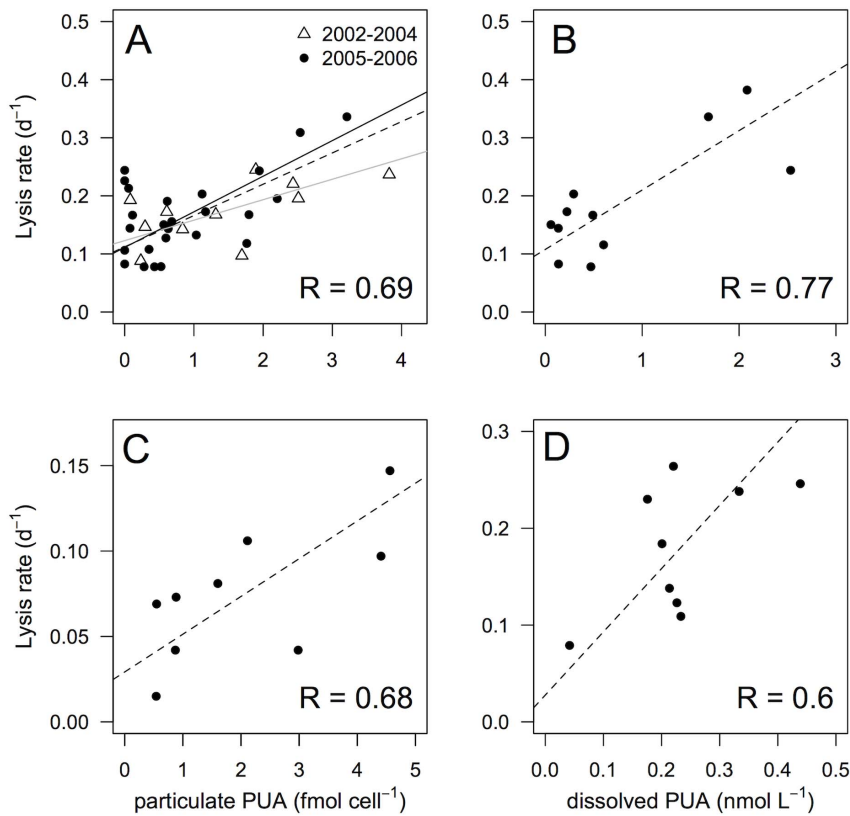 A
2002-2004
2005-2006
Lysis rate (d⁻¹)
0.5
0.4
0.3
0.2
0.1
0.0
R = 0.69
0 1 2 3 4
B
0.5
0.4
0.3
0.2
0.1
0.0
R = 0.77
0 1 2 3
C
Lysis rate (d⁻¹)
0.15
0.10
0.05
0.00
R = 0.68
0 1 2 3 4 5
particulate PUA (fmol cell⁻¹)
D
0.3
0.2
0.1
0.0
R = 0.6
0.0 0.1 0.2 0.3 0.4 0.5
dissolved PUA (nmol L⁻¹)